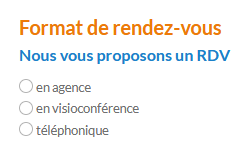 Format de rendez-vous
Nous vous proposons un RDV
en agence
en visioconférence
téléphonique